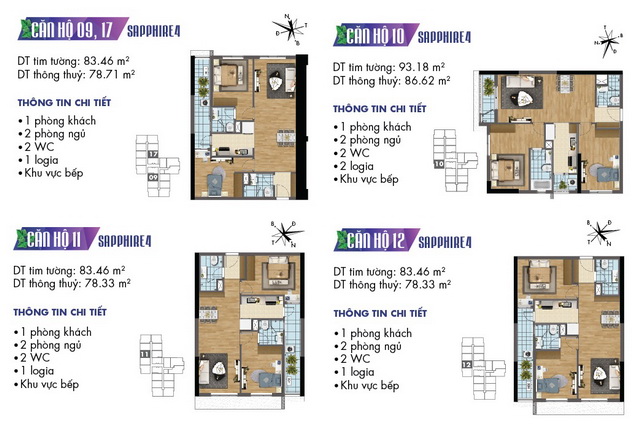 CĂN HỘ 09, 17 SAPPHIRE4
DT tim tường: 83.46 m²
DT thông thuỷ: 78.71 m²
THÔNG TIN CHI TIẾT
• 1 phòng khách
• 2 phòng ngủ
• 2 WC
• 1 logia
• Khu vực bếp
17
09
B
T
Đ
N
CĂN HỘ 10 SAPPHIRE4
DT tim tường: 93.18 m²
DT thông thuỷ: 86.62 m²
THÔNG TIN CHI TIẾT
• 1 phòng khách
• 2 phòng ngủ
• 2 WC
• 2 logia
• Khu vực bếp
10
N
T
Đ
B
CĂN HỘ 11 SAPPHIRE4
DT tim tường: 83.46 m²
DT thông thuỷ: 78.33 m²
THÔNG TIN CHI TIẾT
• 1 phòng khách
• 2 phòng ngủ
• 2 WC
• 1 logia
• Khu vực bếp
11
B
Đ
T
N
CĂN HỘ 12 SAPPHIRE4
DT tim tường: 83.46 m²
DT thông thuỷ: 78.33 m²
THÔNG TIN CHI TIẾT
• 1 phòng khách
• 2 phòng ngủ
• 2 WC
• 1 logia
• Khu vực bếp
12
B
Đ
T
N